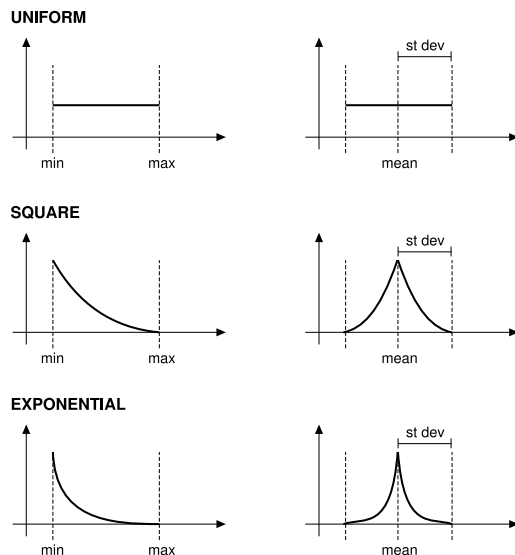 UNIFORM
st dev
min max mean
SQUARE
st dev
min max mean
EXPONENTIAL
st dev
min max mean